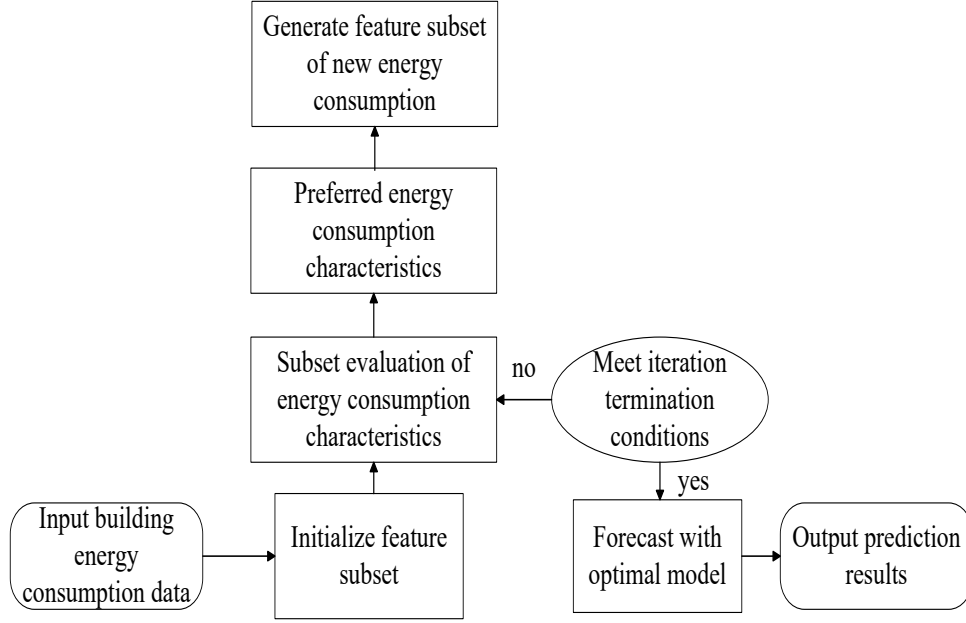 Generate feature subset
of new energy
consumption
Preferred energy
consumption
characteristics
Subset evaluation of
energy consumption
characteristics
no
Meet iteration
termination
conditions
yes
Input building
energy
consumption data
Initialize feature
subset
Forecast with
optimal model
Output prediction
results